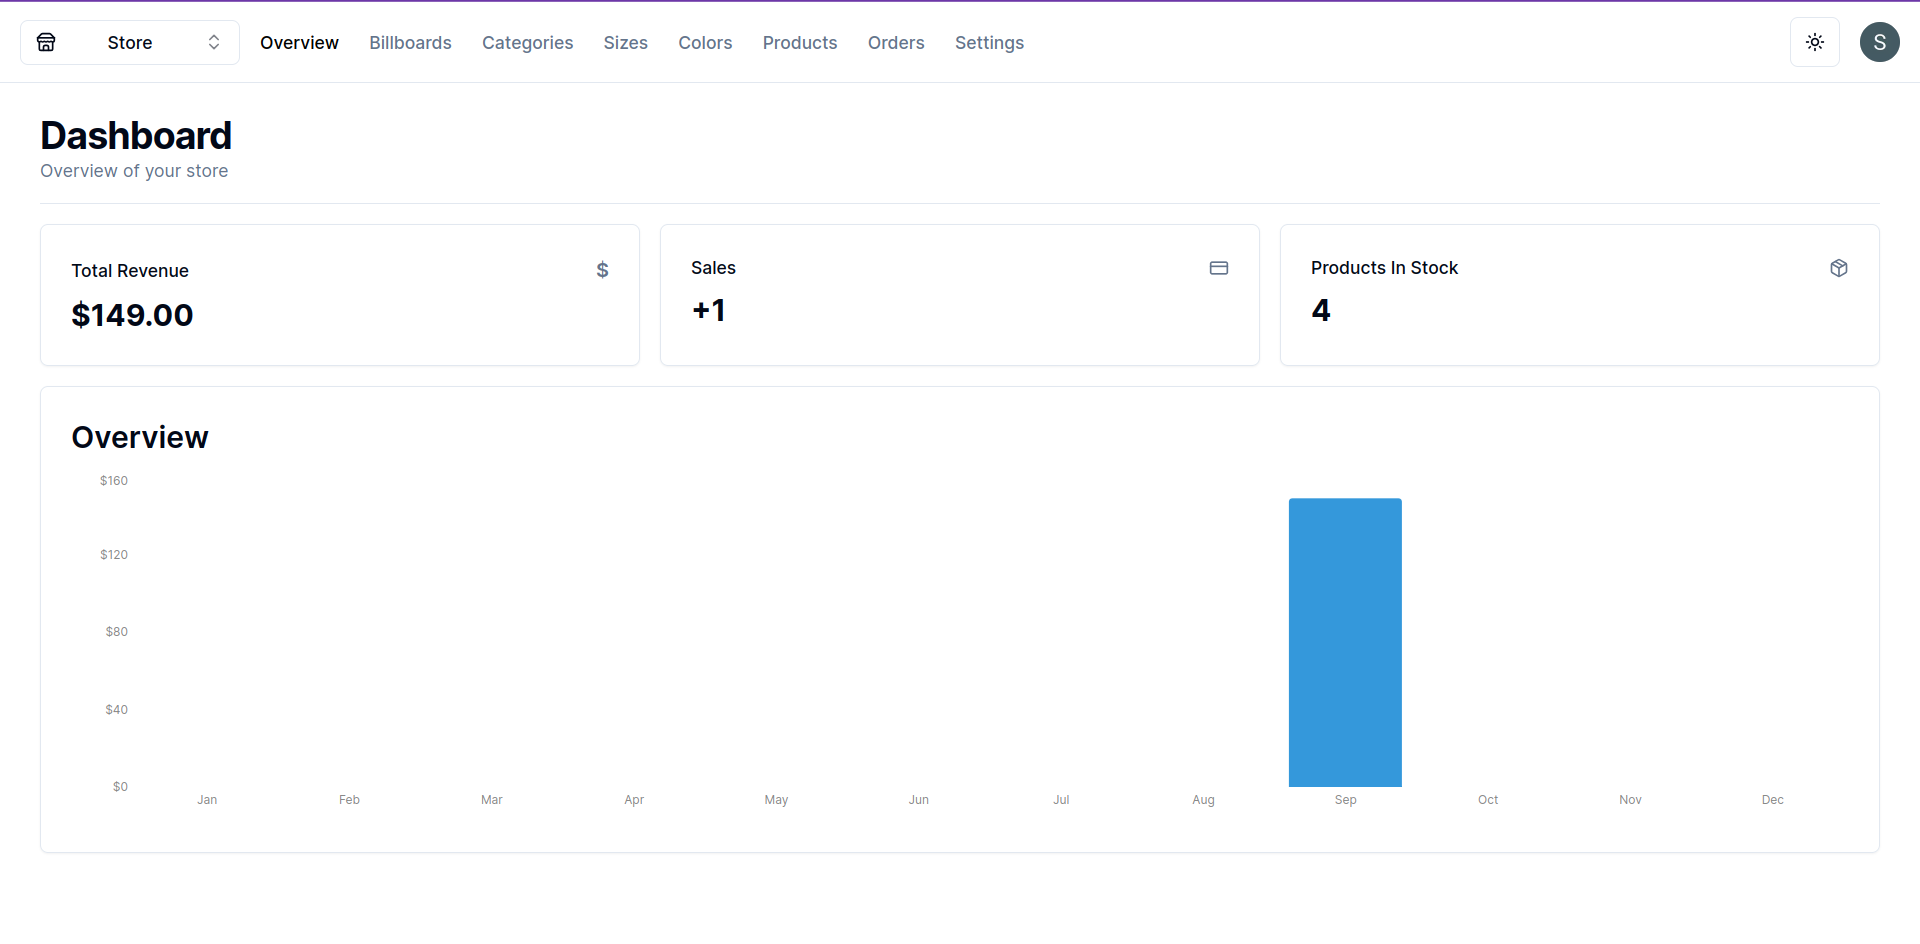 Store Overview Billboards Categories Sizes Colors Products Orders Settings S
Dashboard
Overview of your store
Total Revenue $
$149.00
Sales
+1
Products In Stock
4
Overview
$160
$120
$80
$40
$0
Jan Feb Mar Apr May Jun Jul Aug Sep Oct Nov Dec